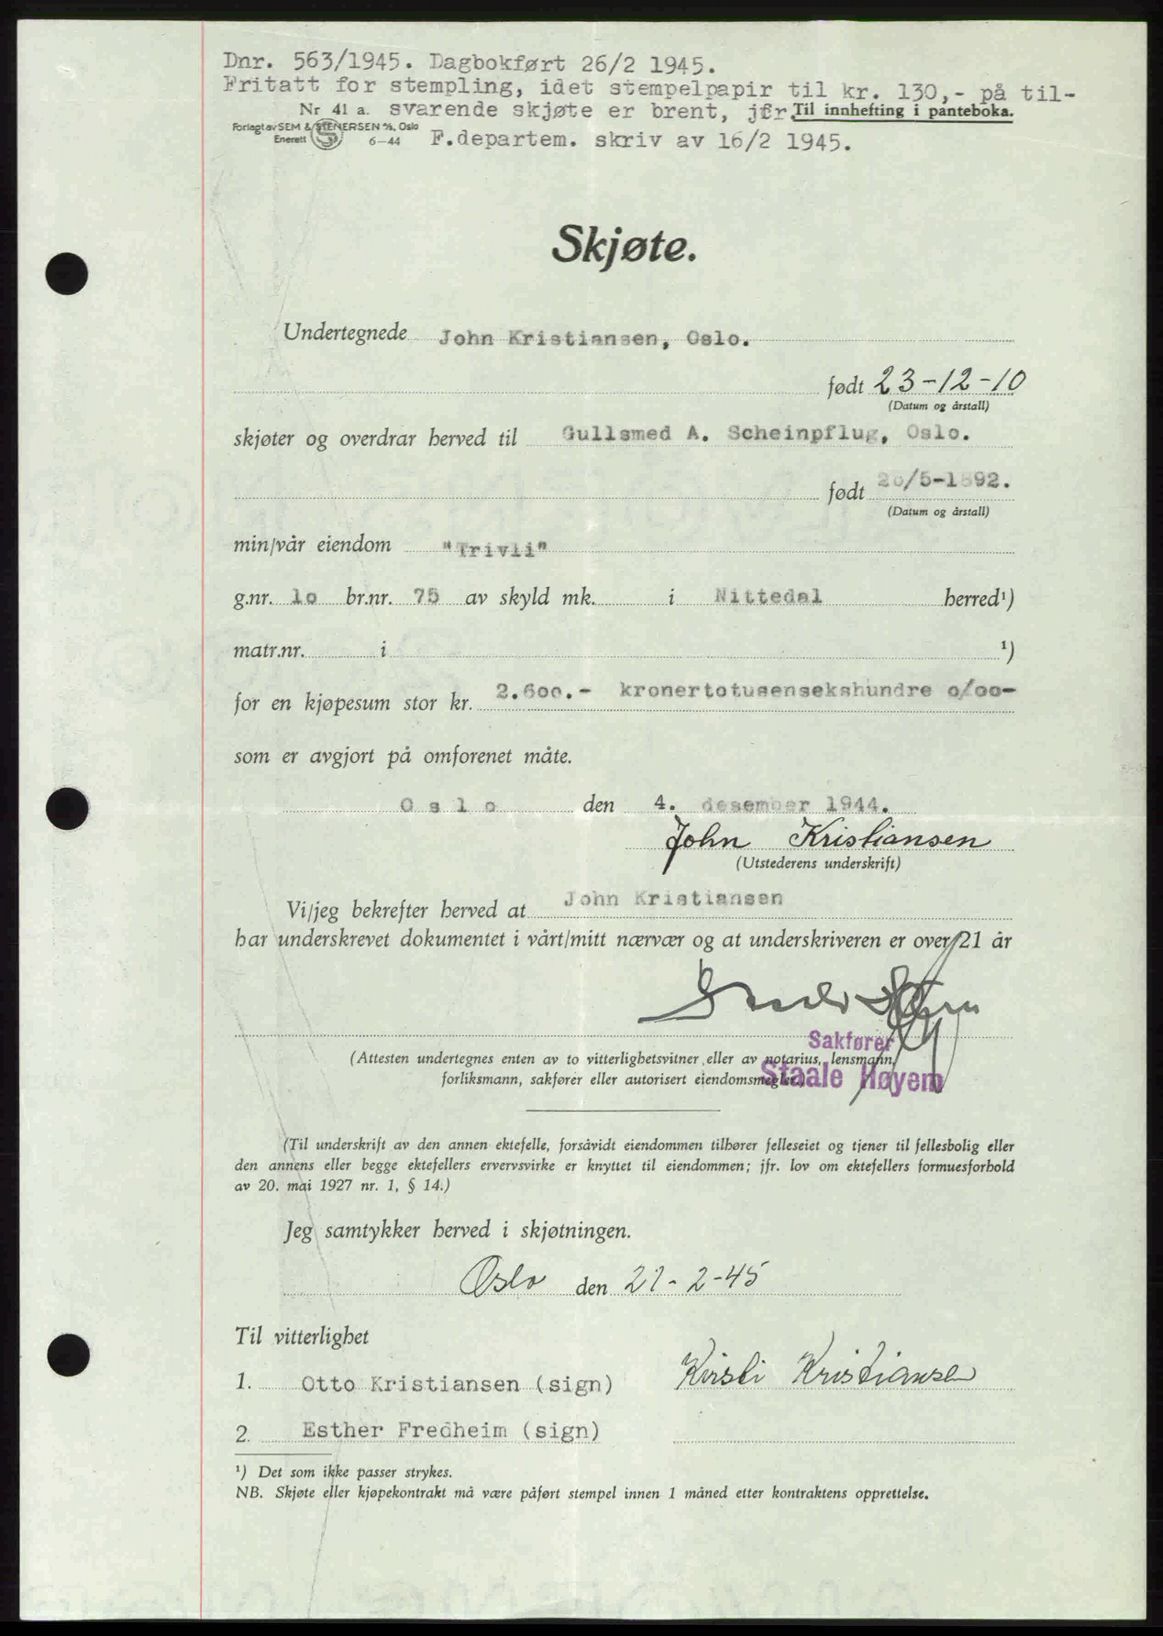 Dnr. 563/1945. Dagbokført 26/2 1945.
Fritatt for stempling, idet stempelpapir til kr. 130,- på til-
Nr 41 a. svarende skjøte er brent, jfr. Til innhefting i panteboka.
Forlagt av SEM & STENERSEN A/S, Oslo
Enerett 6-44 F.departem. skriv av 16/2 1945.
Skjøte.
Undertegnede John Kristiansen, Oslo.
født 23-12-10
(Datum og årstall)
skjøter og overdrar herved til Gullsmed A. Scheinpflug, Oslo.
født /5-1892.
(Datum og årstall)
min/vår eiendom "Trivli"
g.nr. 10 br.nr. 75 av skyld mk. i Nittedal herred¹)
matr.nr. i ¹)
for en kjøpesum stor kr. 2.600.- kronertotusensekshundre o/oo-
som er avgjort på omforenet måte.
Oslo den 4. desember 1944.
John Kristiansen
(Utstederens underskrift)
Vi/jeg bekrefter herved at John Kristiansen
har underskrevet dokumentet i vårt/mitt nærvær og at underskriveren er over 21 år
Staale Høyem
Sakfører
(Attesten undertegnes enten av to vitterlighetsvitner eller av notarius, lensmann,
Staale Høyem
forliksmann, sakfører eller autorisert eiendomsmegler.)
(Til underskrift av den annen ektefelle, forsåvidt eiendommen tilhører felleseiet og tjener til fellesbolig eller
den annens eller begge ektefellers ervervsvirke er knyttet til eiendommen; jfr. lov om ektefellers formuesforhold
av 20. mai 1927 nr. 1, § 14.)
Jeg samtykker herved i skjøtningen.
Oslo den 21-2-45
Til vitterlighet
1. Otto Kristiansen (sign) Kirsti Kristiansen
2. Esther Fredheim (sign)
¹) Det som ikke passer strykes.
NB. Skjøte eller kjøpekontrakt må være påført stempel innen 1 måned etter kontraktens opprettelse.